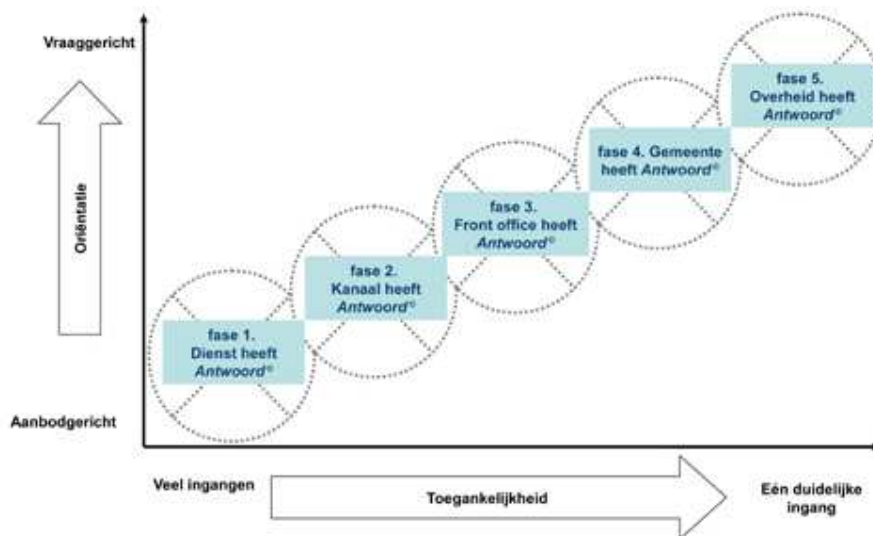 Vraaggericht
fase 5.
Overheid heeft
Antwoord©
fase 4. Gemeente
heeft Antwoord©
fase 3.
Front office heeft
Antwoord©
fase 2.
Kanaal heeft
Antwoord©
fase 1.
Dienst heeft
Antwoord©
Oriëntatie
Aanbodgericht
Veel ingangen
Toegankelijkheid
Eén duidelijke
ingang